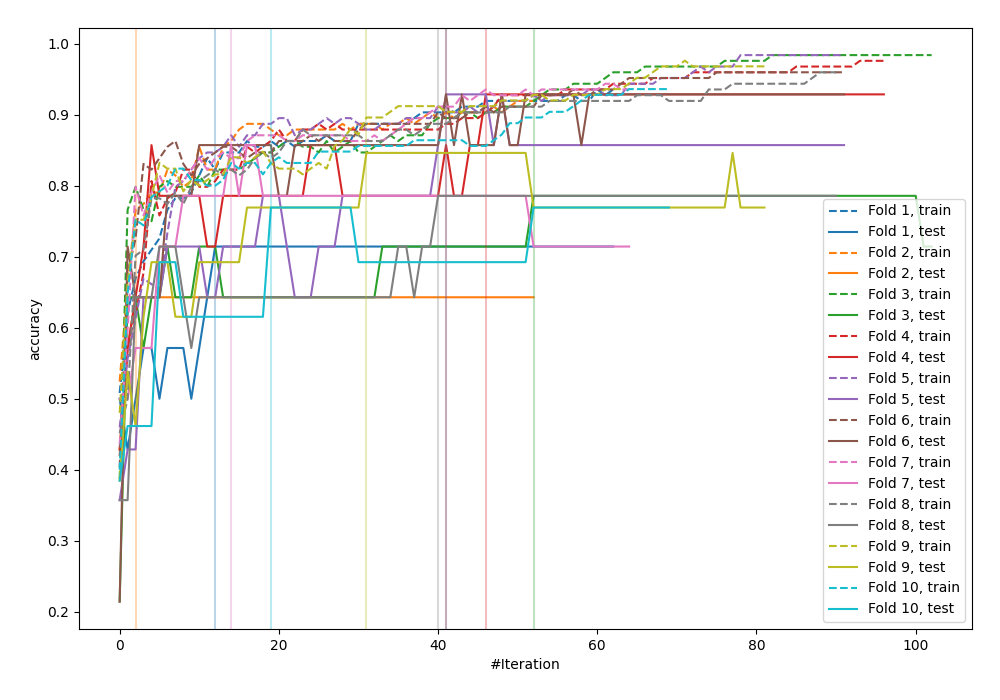 1.0
0.9
0.8
0.7
0.6
0.5
0.4
0.3
0.2
accuracy
0
20
40
60
80
100
#Iteration
Fold 1, train
Fold 1, test
Fold 2, train
Fold 2, test
Fold 3, train
Fold 3, test
Fold 4, train
Fold 4, test
Fold 5, train
Fold 5, test
Fold 6, train
Fold 6, test
Fold 7, train
Fold 7, test
Fold 8, train
Fold 8, test
Fold 9, train
Fold 9, test
Fold 10, train
Fold 10, test